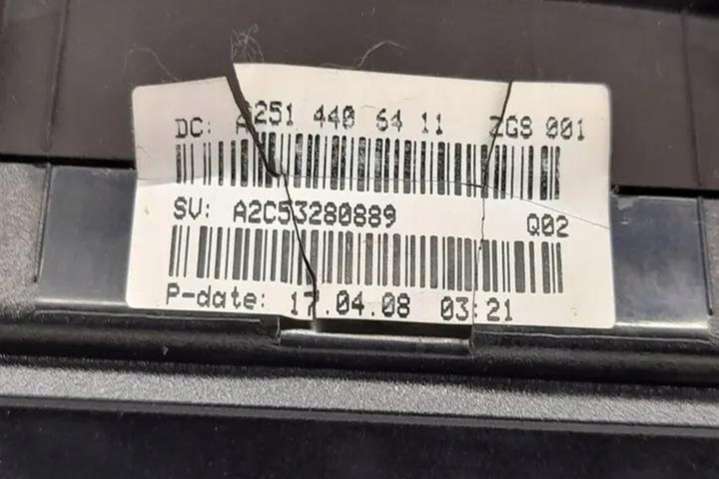 DC: A251 440 64 11 ZGS 001
SV: A2C53280889 Q02
P-date: 17.04.08 03:21